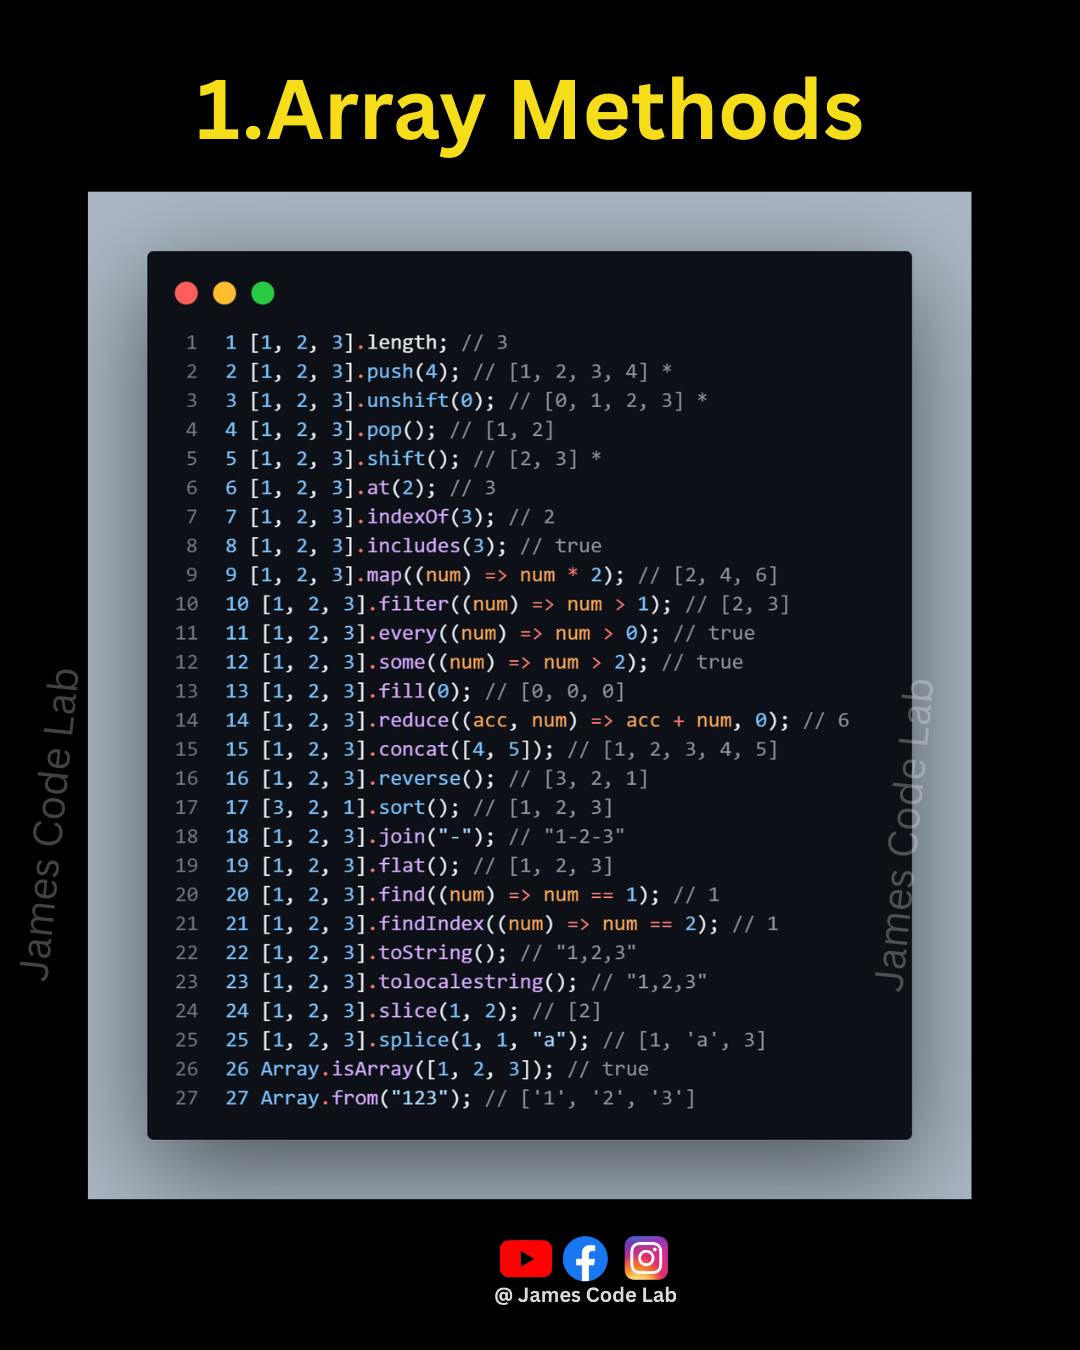 1.Array Methods
1 1 [1, 2, 3].length; // 3
2 2 [1, 2, 3].push(4); // [1, 2, 3, 4] *
3 3 [1, 2, 3].unshift(0); // [0, 1, 2, 3] *
4 4 [1, 2, 3].pop(); // [1, 2]
5 5 [1, 2, 3].shift(); // [2, 3] *
6 6 [1, 2, 3].at(2); // 3
7 7 [1, 2, 3].indexOf(3); // 2
8 8 [1, 2, 3].includes(3); // true
9 9 [1, 2, 3].map((num) => num * 2); // [2, 4, 6]
10 10 [1, 2, 3].filter((num) => num > 1); // [2, 3]
11 11 [1, 2, 3].every((num) => num > 0); // true
12 12 [1, 2, 3].some((num) => num > 2); // true
13 13 [1, 2, 3].fill(0); // [0, 0, 0]
14 14 [1, 2, 3].reduce((acc, num) => acc + num, 0); // 6
15 15 [1, 2, 3].concat([4, 5]); // [1, 2, 3, 4, 5]
16 16 [1, 2, 3].reverse(); // [3, 2, 1]
17 17 [3, 2, 1].sort(); // [1, 2, 3]
18 18 [1, 2, 3].join("-"); // "1-2-3"
19 19 [1, 2, 3].flat(); // [1, 2, 3]
20 20 [1, 2, 3].find((num) => num == 1); // 1
21 21 [1, 2, 3].findIndex((num) => num == 2); // 1
22 22 [1, 2, 3].toString(); // "1,2,3"
23 23 [1, 2, 3].tolocalestring(); // "1,2,3"
24 24 [1, 2, 3].slice(1, 2); // [2]
25 25 [1, 2, 3].splice(1, 1, "a"); // [1, 'a', 3]
26 26 Array.isArray([1, 2, 3]); // true
27 27 Array.from("123"); // ['1', '2', '3']
James Code Lab
James Code Lab
@ James Code Lab